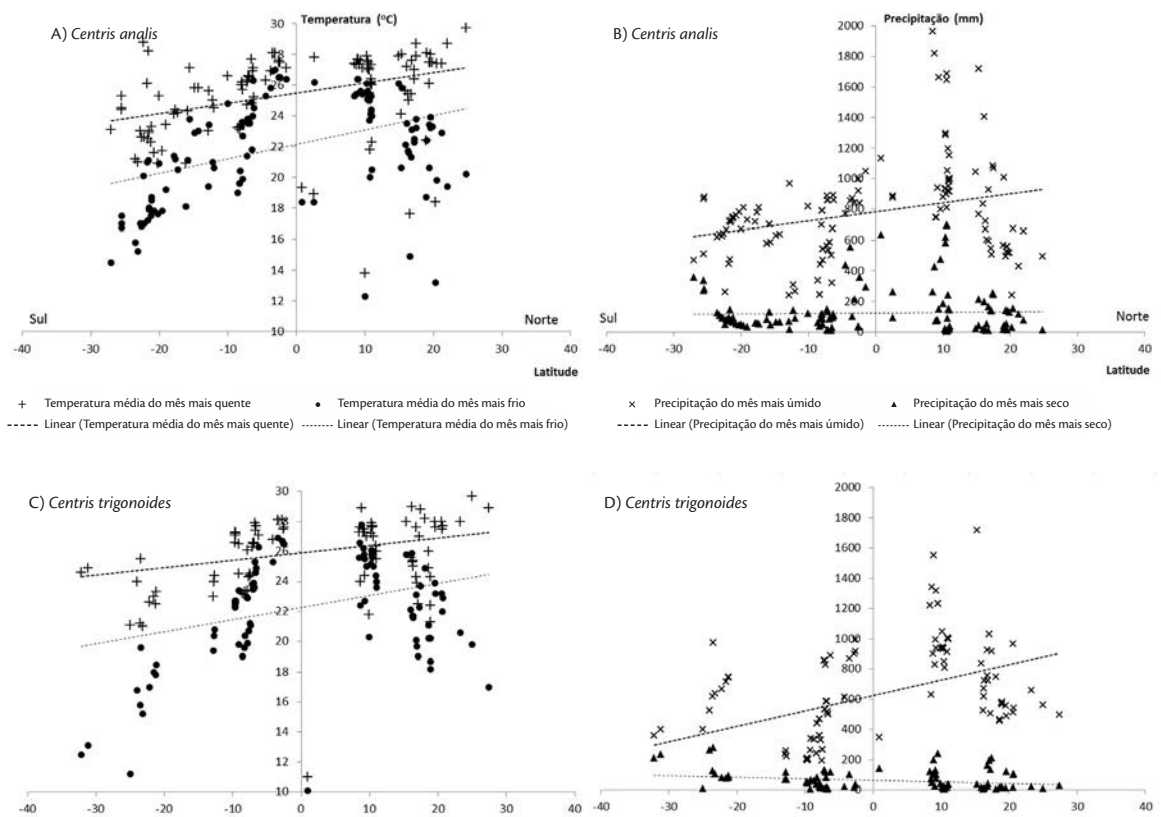 A) Centris analis
Temperatura (ºC)
30
28
26
24
22
20
18
16
14
12
10
Sul
Norte
-40 -30 -20 -10 0 10 20 30 40
Latitude
B) Centris analis
Precipitação (mm)
2000
1800
1600
1400
1200
1000
800
600
400
200
0
Sul
Norte
-40 -30 -20 -10 0 10 20 30 40
Latitude
Temperatura média do mês mais quente
Temperatura média do mês mais frio
Linear (Temperatura média do mês mais quente)
Linear (Temperatura média do mês mais frio)
Precipitação do mês mais úmido
Precipitação do mês mais seco
Linear (Precipitação do mês mais úmido)
Linear (Precipitação do mês mais seco)
C) Centris trigonoides
30
28
26
24
22
20
18
16
14
12
10
-40 -30 -20 -10 0 10 20 30 40
D) Centris trigonoides
2000
1800
1600
1400
1200
1000
800
600
400
200
0
-40 -30 -20 -10 0 10 20 30 40